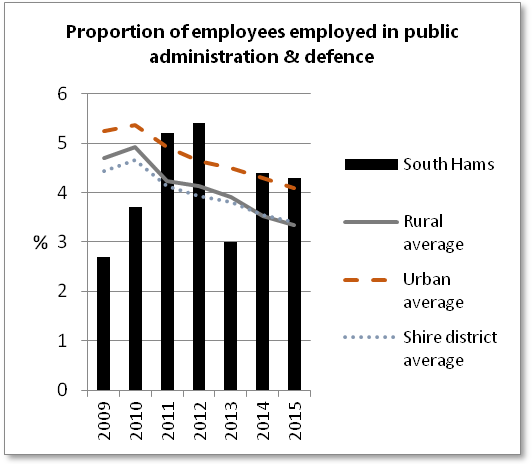 Proportion of employees employed in public
administration & defence
6
5
4
3
2
1
0
%
2009
2010
2011
2012
2013
2014
2015
South Hams
Rural
average
Urban
average
Shire district
average